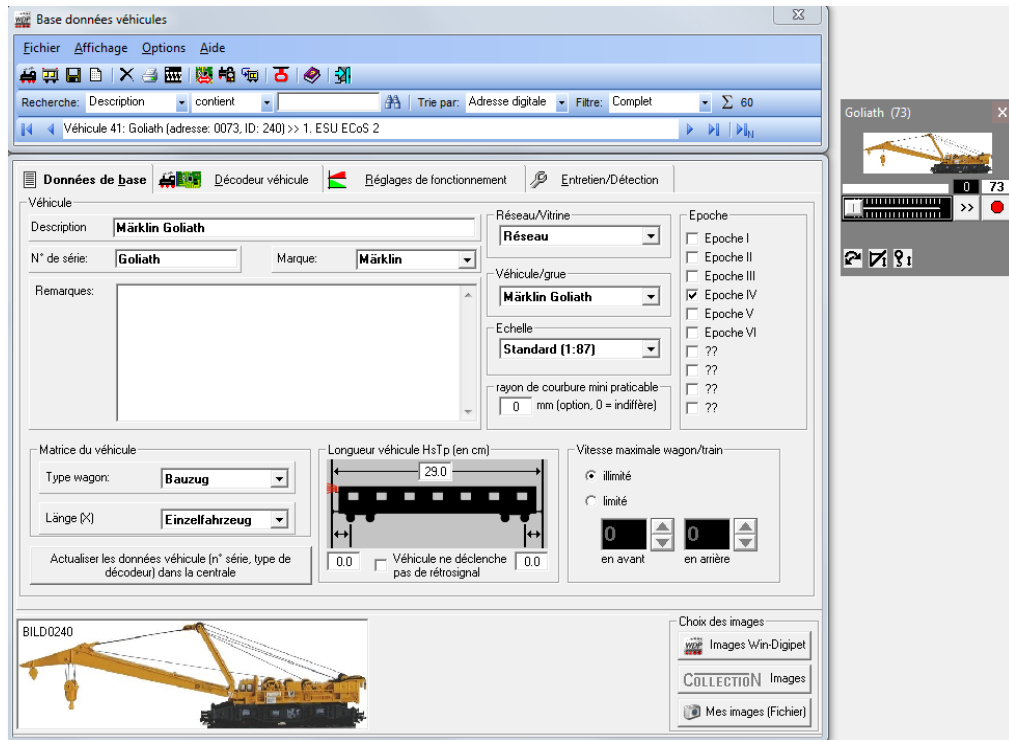 Base données véhicules
Fichier Affichage Options Aide
Recherche: Description contient Trie par: Adresse digitale Filtre: Complet Σ 60
Véhicule 41: Goliath (adresse: 0073, ID: 240) >> 1. ESU ECoS 2
Données de base Décodeur véhicule Réglages de fonctionnement Entretien/Détection
Véhicule
Description Märklin Goliath
N° de série: Goliath Marque: Märklin
Remarques:
Réseau/Vitrine
Réseau
Véhicule/grue
Märklin Goliath
Echelle
Standard (1:87)
rayon de courbure mini praticable
0 mm (option, 0 = indiffère)
Epoche
Epoche I
Epoche II
Epoche III
Epoche IV
Epoche V
Epoche VI
??
??
??
??
Matrice du véhicule
Type wagon: Bauzug
Länge (X) Einzelfahrzeug
Actualiser les données véhicule (n° série, type de
décodeur) dans la centrale
Longueur véhicule HsTp (en cm)
29.0
0.0 Véhicule ne déclenche 0.0
pas de rétrosignal
Vitesse maximale wagon/train
illimité
limité
0 0
en avant en arrière
BILD0240
Choix des images
WDP Images Win-Digipet
COLLECTION Images
Mes images (Fichier)
Goliath (73) X
0 73
>>